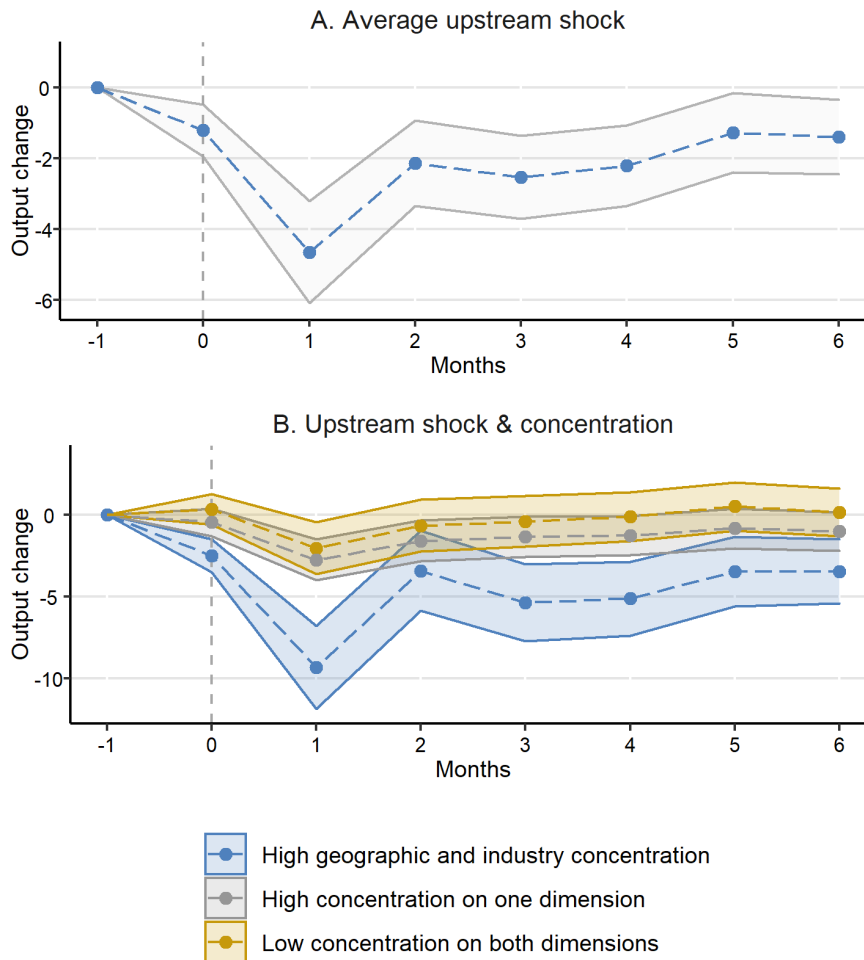 A. Average upstream shock
Output change
0
-2
-4
-6
-1 0 1 2 3 4 5 6
Months
B. Upstream shock & concentration
Output change
0
-5
-10
-1 0 1 2 3 4 5 6
Months
High geographic and industry concentration
High concentration on one dimension
Low concentration on both dimensions